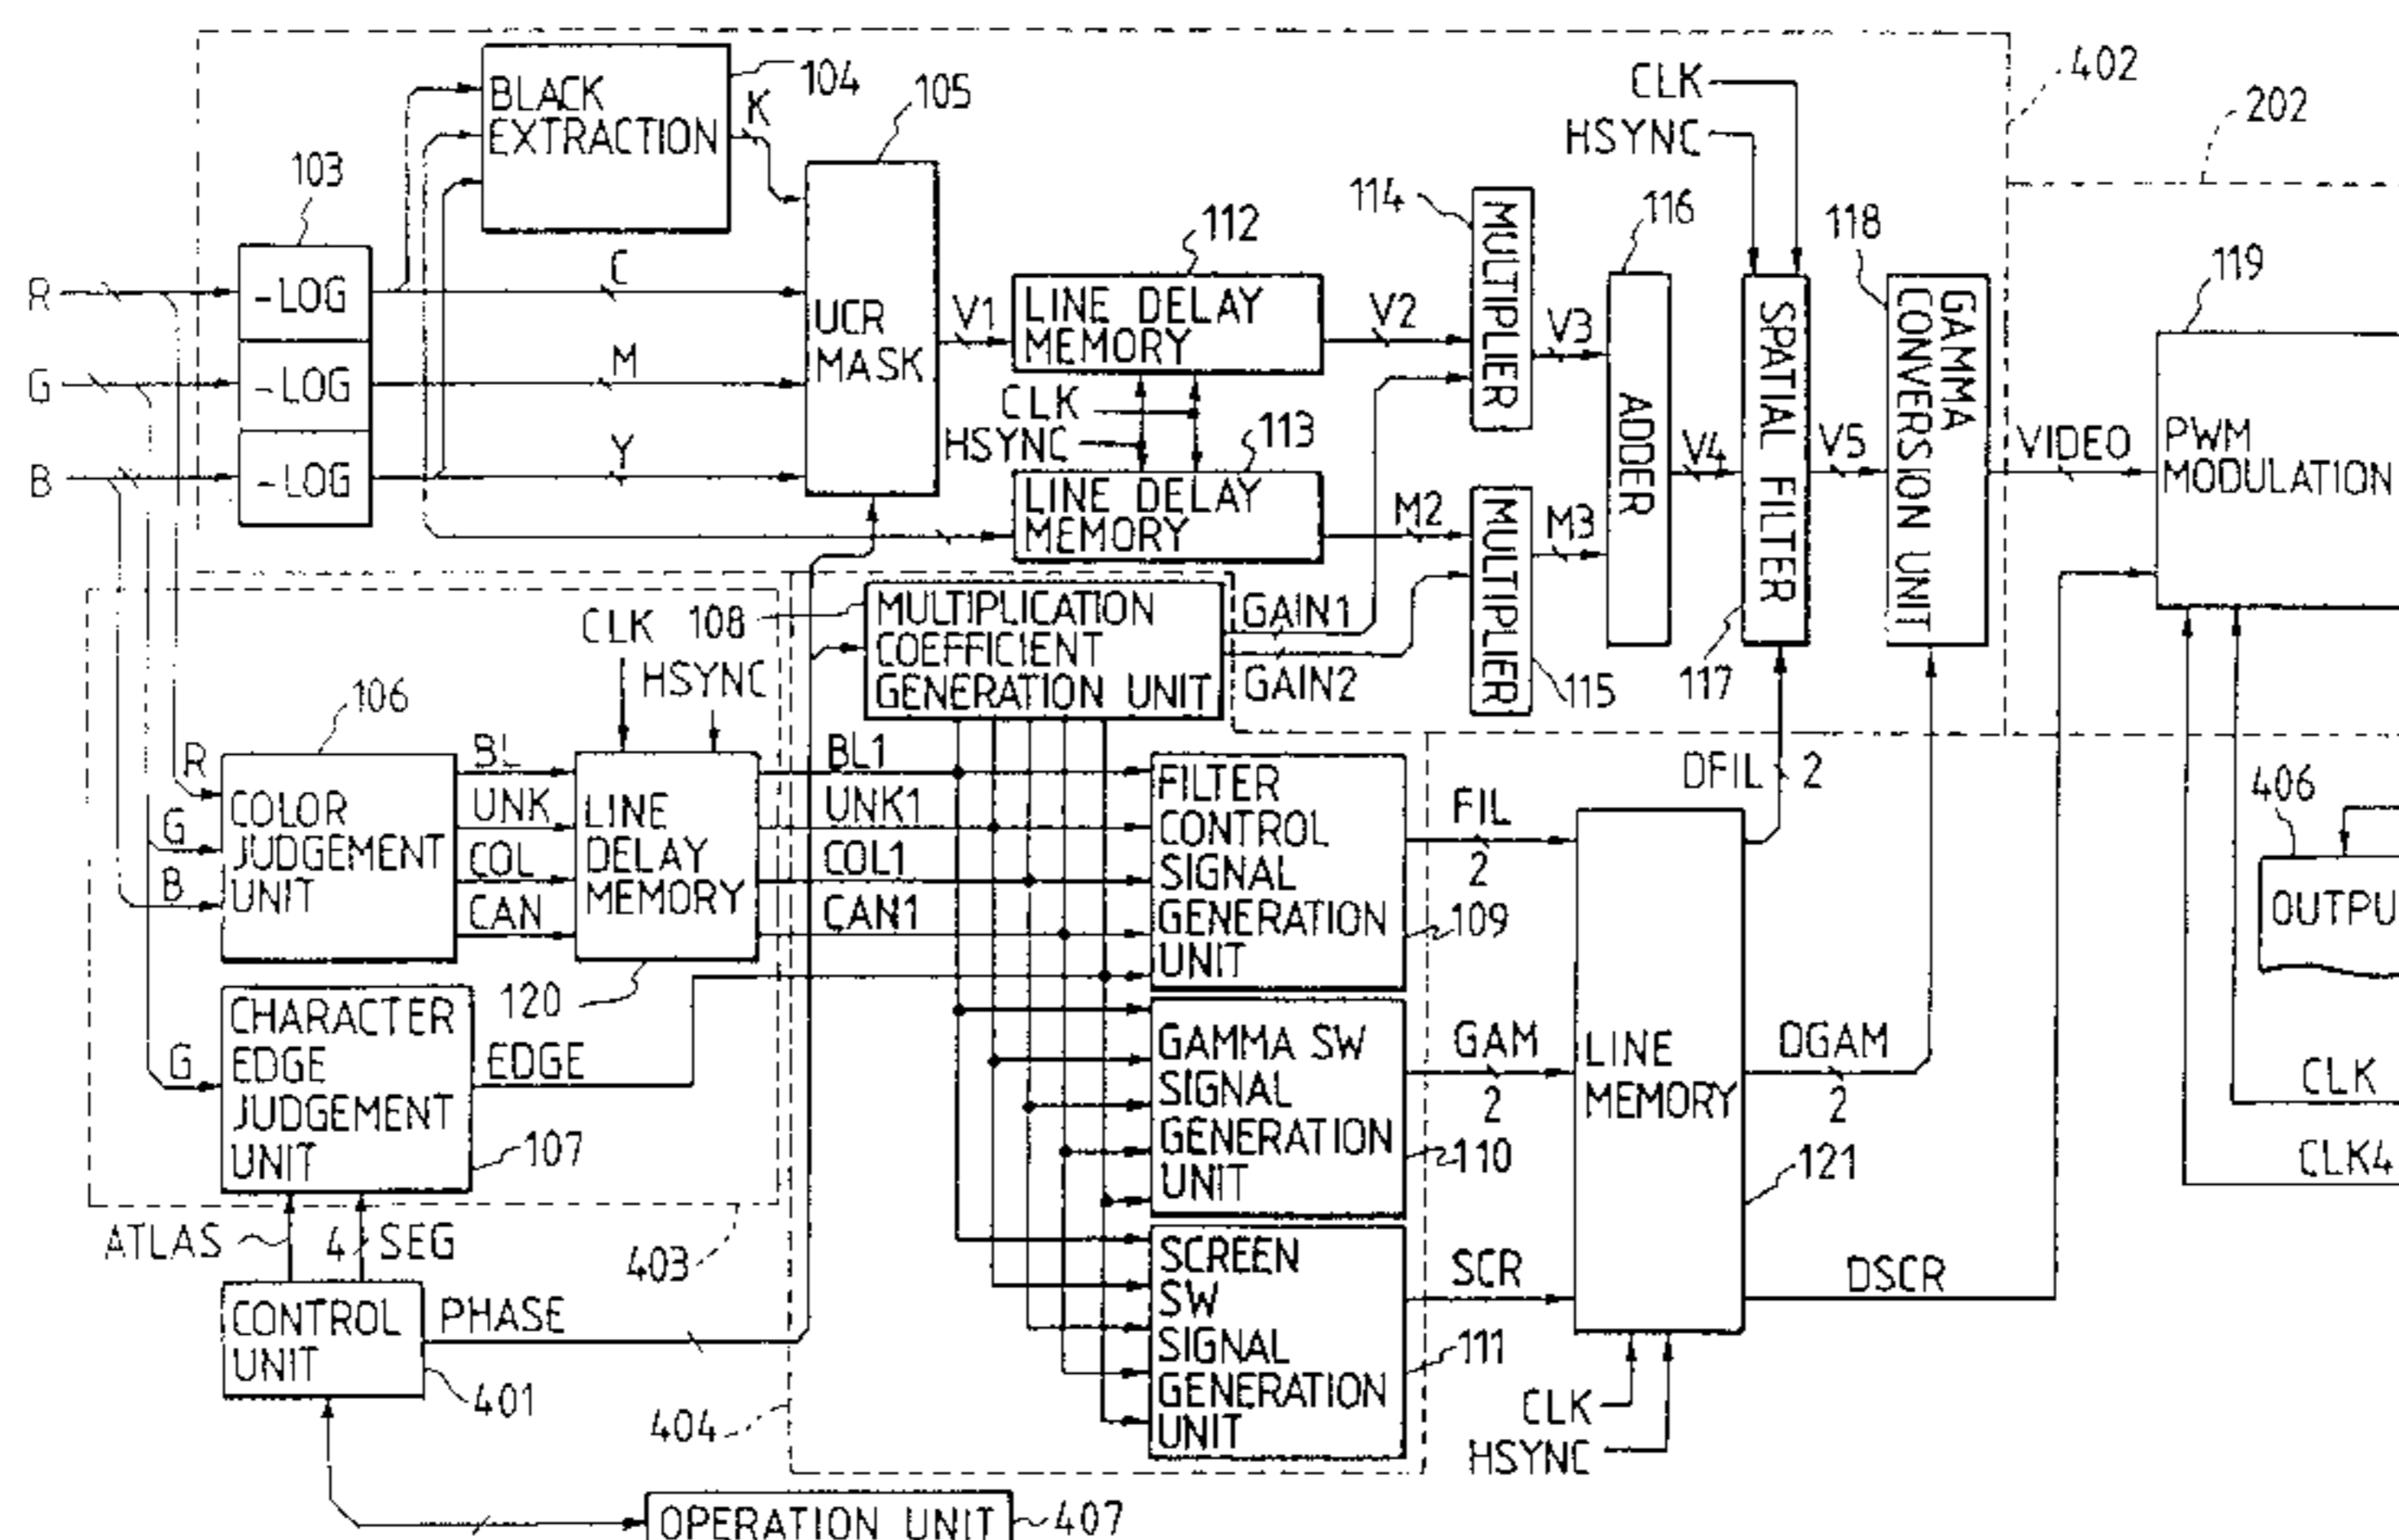 BLACK
EXTRACTION
104
K
105
CLK
HSYNC
402
202
103
R
G
B
-LOG
-LOG
-LOG
C
M
Y
UCR
MASK
V1
112
LINE DELAY
MEMORY
CLK
HSYNC
113
LINE DELAY
MEMORY
V2
M2
114
MULTIPLIER
V3
MULTIPLIER
115
M3
116
ADDER
V4
SPATIAL FILTER
117
V5
118
GAMMA
CONVERSION UNIT
VIDEO
119
PWM
MODULATION
108
MULTIPLICATION
COEFFICIENT
GENERATION UNIT
GAIN1
GAIN2
CLK
HSYNC
106
R
G
B
COLOR
JUDGEMENT
UNIT
BL
UNK
COL
CAN
LINE
DELAY
MEMORY
120
BL1
UNK1
COL1
CAN1
FILTER
CONTROL
SIGNAL
GENERATION
UNIT
109
FIL
2
DFIL
2
406
OUTPU
G
CHARACTER
EDGE
JUDGEMENT
UNIT
107
EDGE
GAMMA SW
SIGNAL
GENERATION
UNIT
110
GAM
2
LINE
MEMORY
121
DGAM
2
CLK
CLK4
ATLAS
4
SEG
403
CONTROL
UNIT
401
PHASE
404
SCREEN
SW
SIGNAL
GENERATION
UNIT
111
SCR
DSCR
CLK
HSYNC
OPERATION UNIT
407